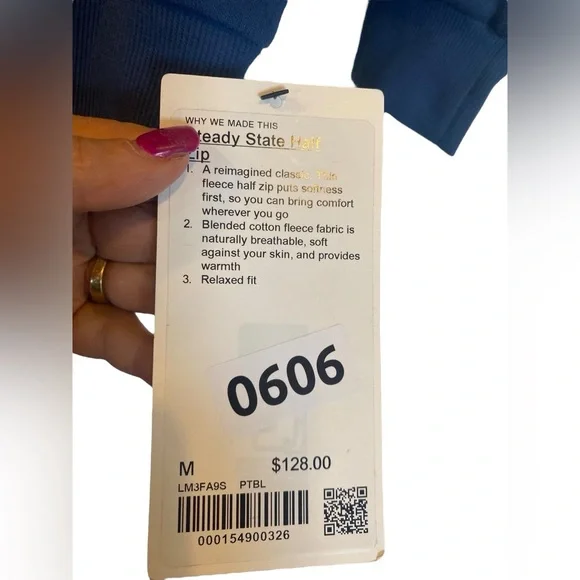 WHY WE MADE THIS
teady State Half
Zip
1. A reimagined classic. This
fleece half zip puts softness
first, so you can bring comfort
wherever you go
2. Blended cotton fleece fabric is
naturally breathable, soft
against your skin, and provides
warmth
3. Relaxed fit
0606
M $128.00
LM3FA9S PTBL
000154900326